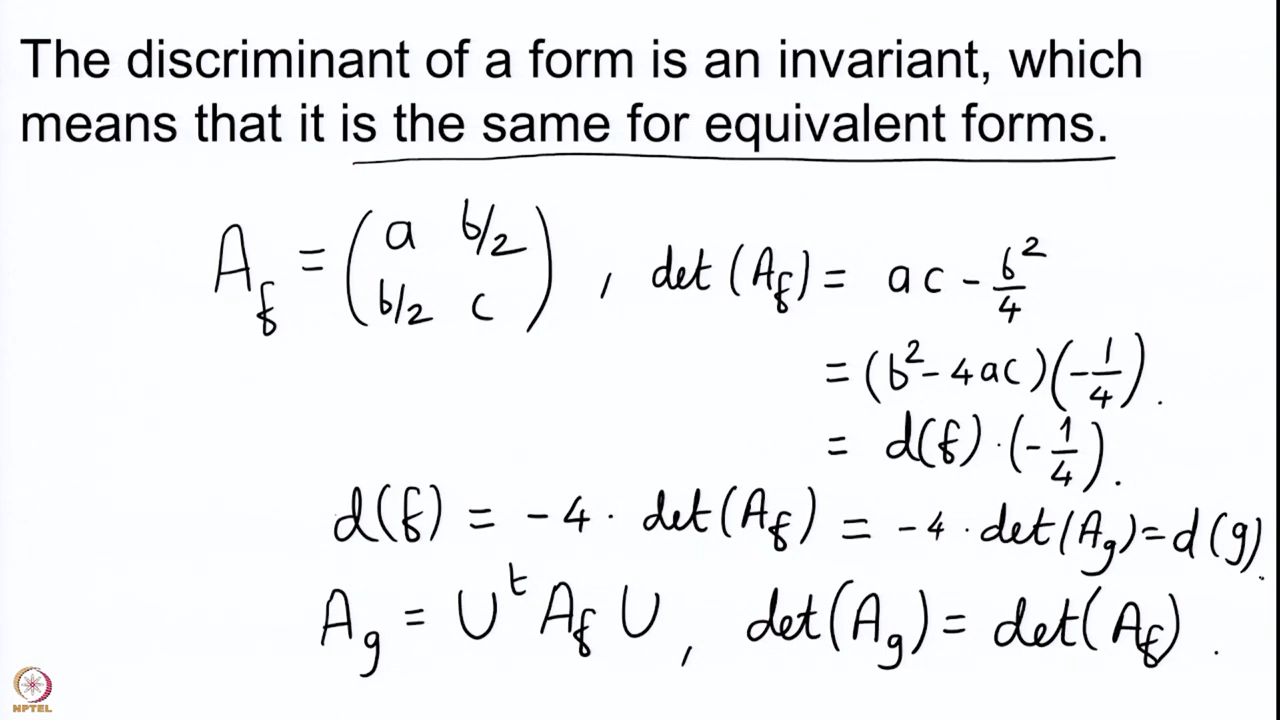 The discriminant of a form is an invariant, which
means that it is the same for equivalent forms.
A_f = ( a b/2
b/2 c ) , det (A_f) = ac - b²/4
= (b² - 4ac)(-1/4).
= d(f) · (-1/4).
d(f) = -4 · det(A_f) = -4 · det(A_g) = d(g).
A_g = U^t A_f U , det(A_g) = det(A_f) .
NPTEL